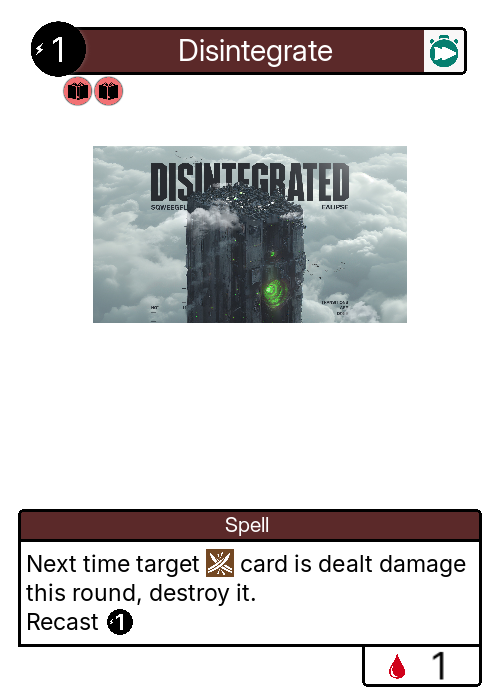 1 Disintegrate
DISINTEGRATED
Spell
Next time target card is dealt damage
this round, destroy it.
Recast 1
1